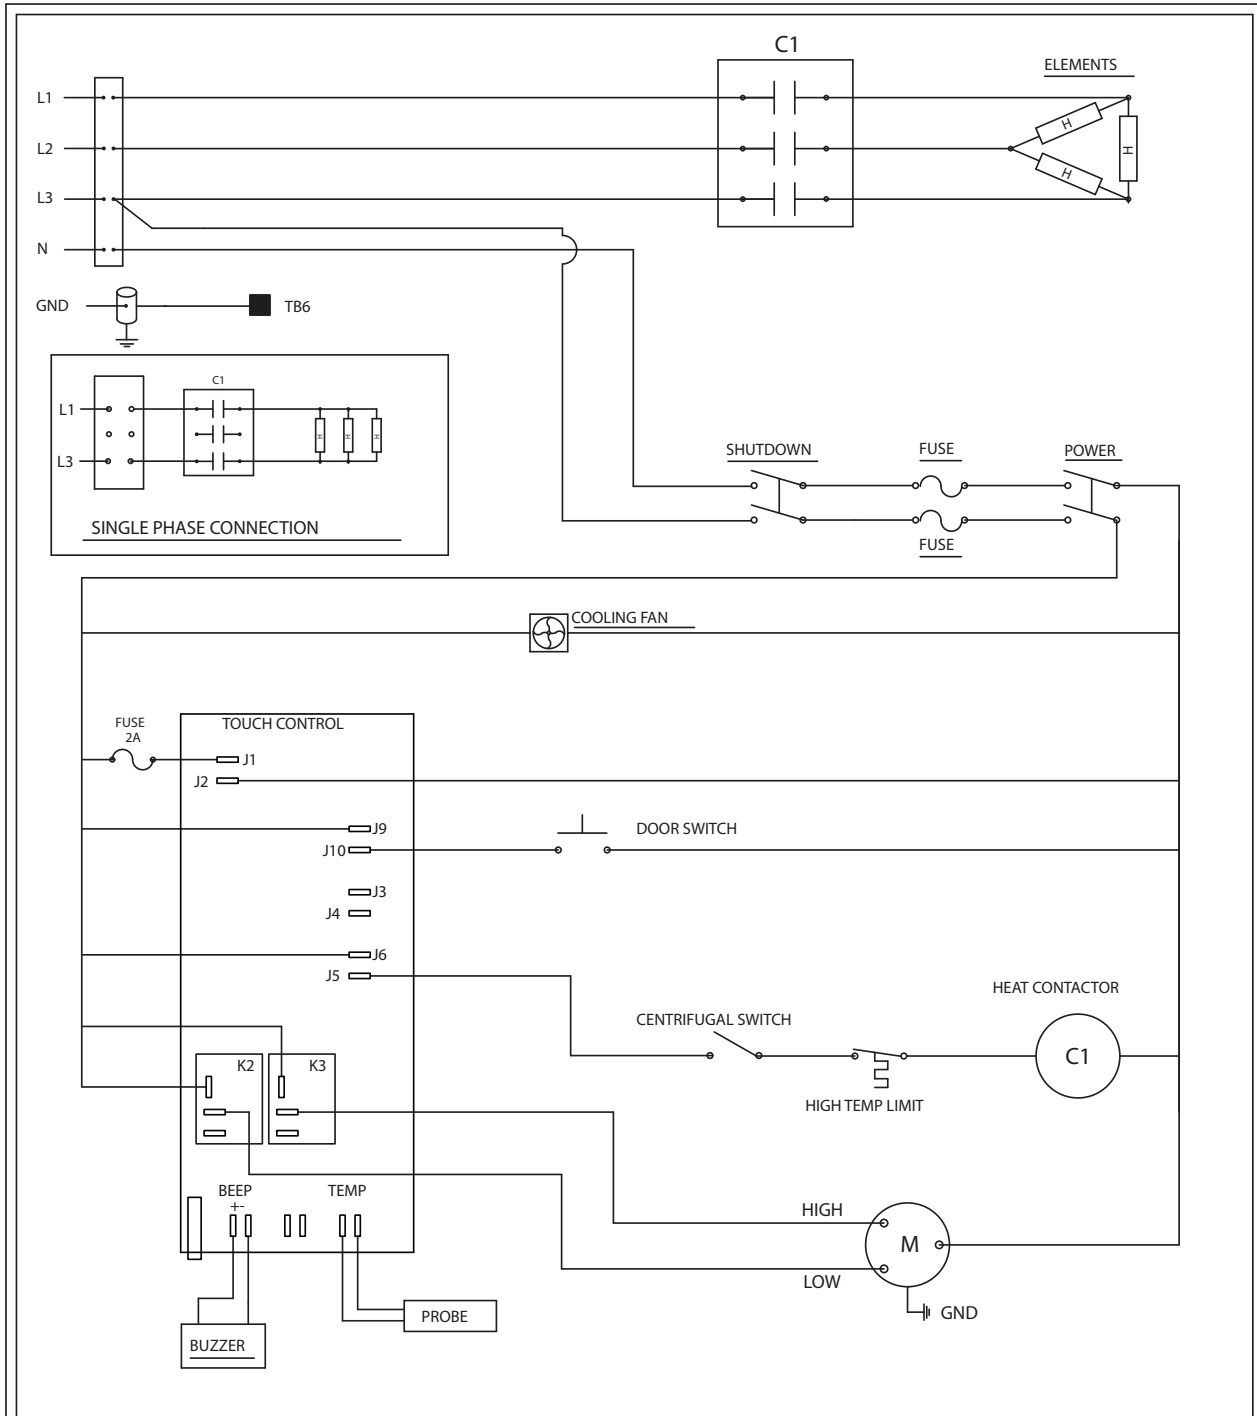 C1
ELEMENTS
L1
H
L2
H
H
L3
N
GND
TB6
C1
L1
H
H
H
L3
SINGLE PHASE CONNECTION
SHUTDOWN
FUSE
POWER
FUSE
COOLING FAN
FUSE
2A
TOUCH CONTROL
J1
J2
J9
DOOR SWITCH
J10
J3
J4
J6
J5
HEAT CONTACTOR
CENTRIFUGAL SWITCH
C1
K2
K3
HIGH TEMP LIMIT
BEEP
+-
TEMP
HIGH
M
LOW
GND
PROBE
BUZZER